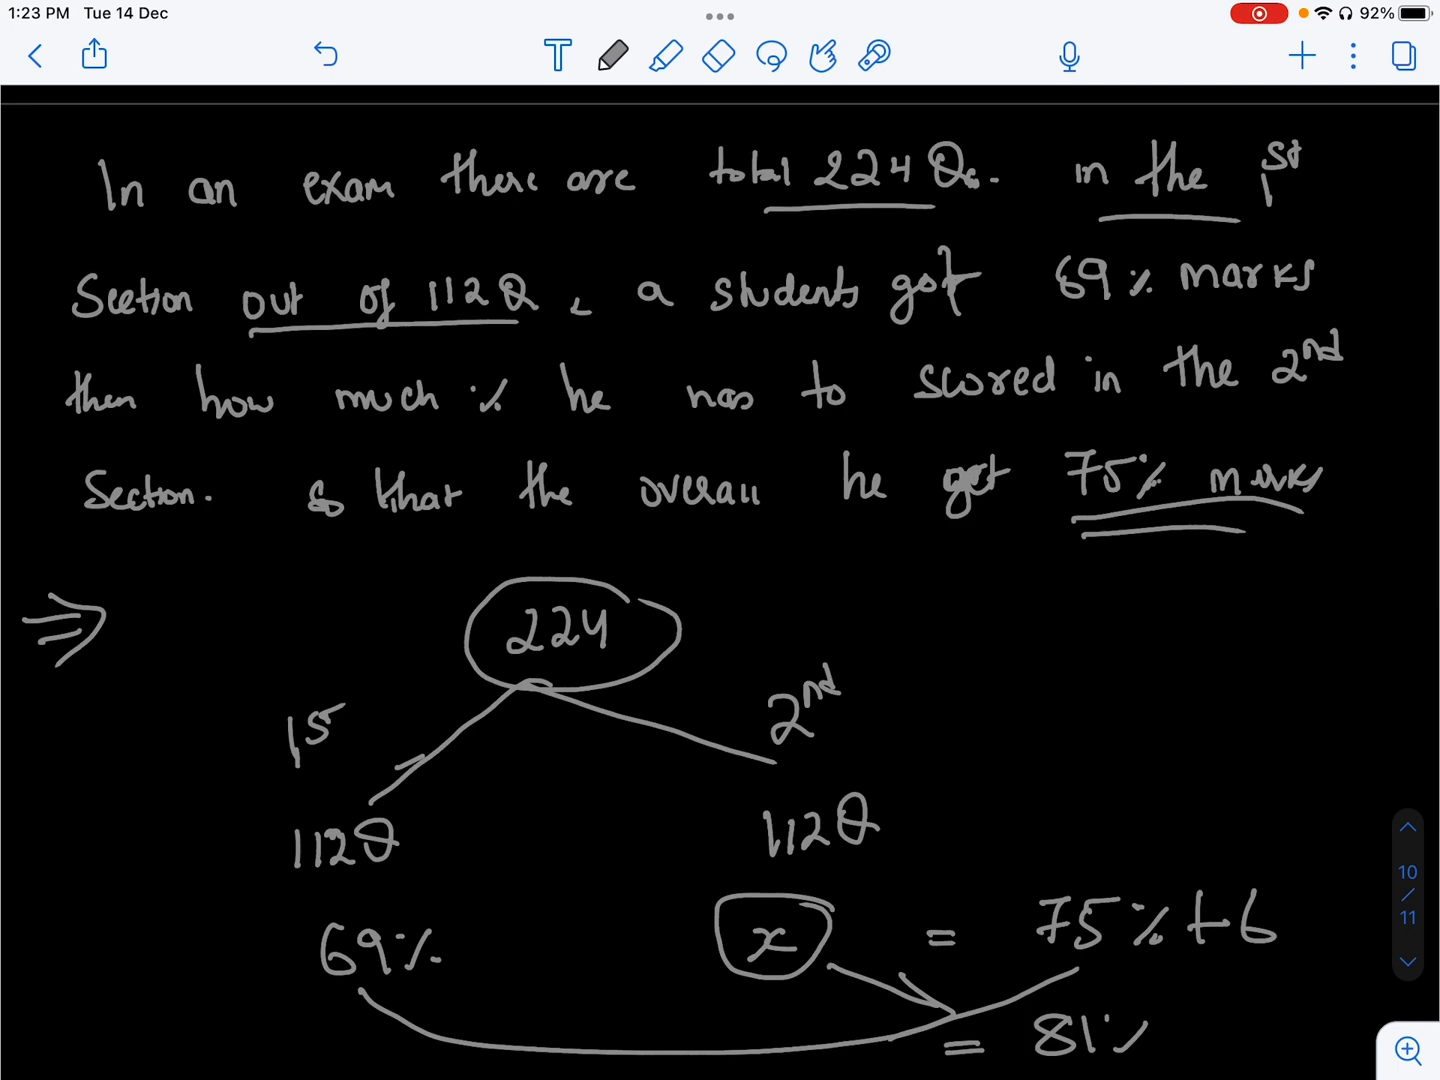 1:23 PM Tue 14 Dec
92%
In an exam there are total 224 Qs. in the 1st
Section out of 112 Q, a students got 69% marks
then how much % he has to scored in the 2nd
Section. so that the overall he get 75% marks
224
1st
2nd
112Q
112Q
69%
x = 75% + 6
= 81%
10
/
11